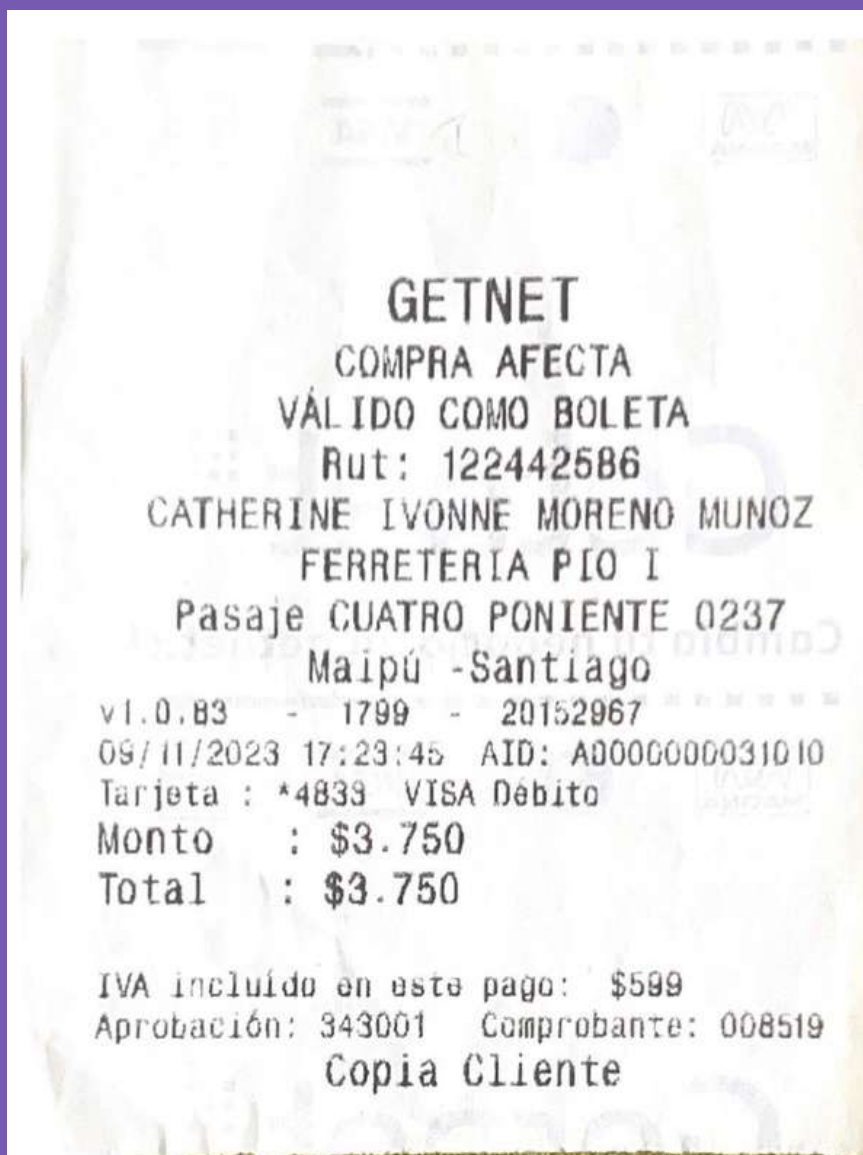 GETNET
COMPRA AFECTA
VÁLIDO COMO BOLETA
Rut: 122442586
CATHERINE IVONNE MORENO MUNOZ
FERRETERIA PIO I
Pasaje CUATRO PONIENTE 0237
Maipú -Santiago
v1.0.83 - 1799 - 20152967
09/11/2023 17:23:45 AID: A0000000031010
Tarjeta : *4833 VISA Débito
Monto : $3.750
Total : $3.750
IVA incluído en este pago: $599
Aprobación: 343001 Comprobante: 008519
Copia Cliente